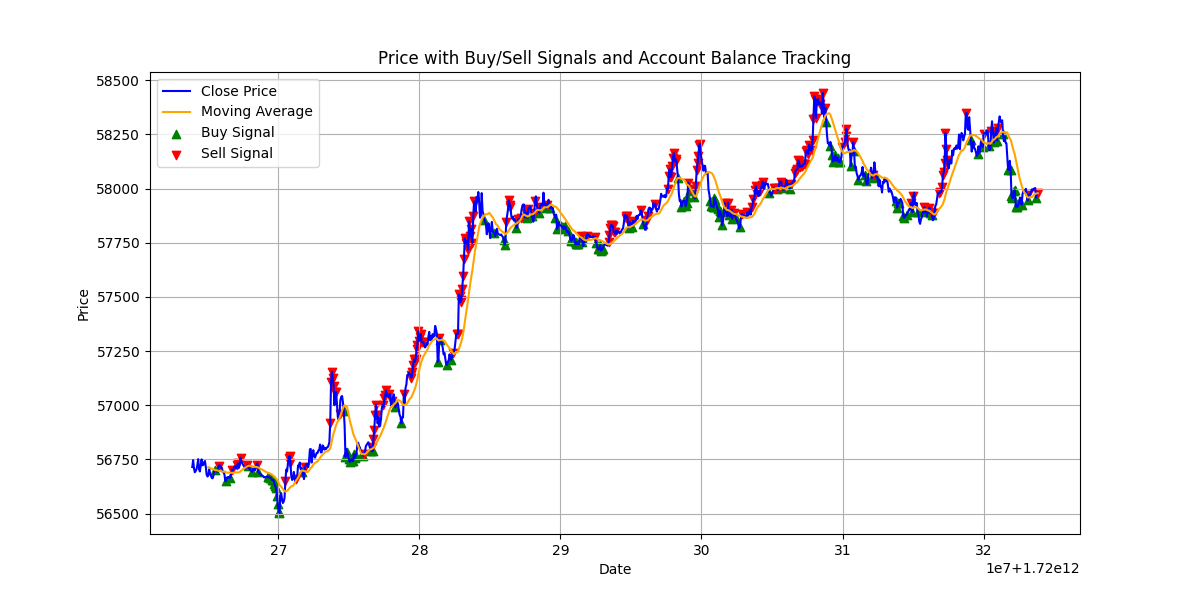 Price with Buy/Sell Signals and Account Balance Tracking
Close Price
Moving Average
Buy Signal
Sell Signal
Price
58500
58250
58000
57750
57500
57250
57000
56750
56500
27 28 29 30 31 32
1e7+1.72e12
Date